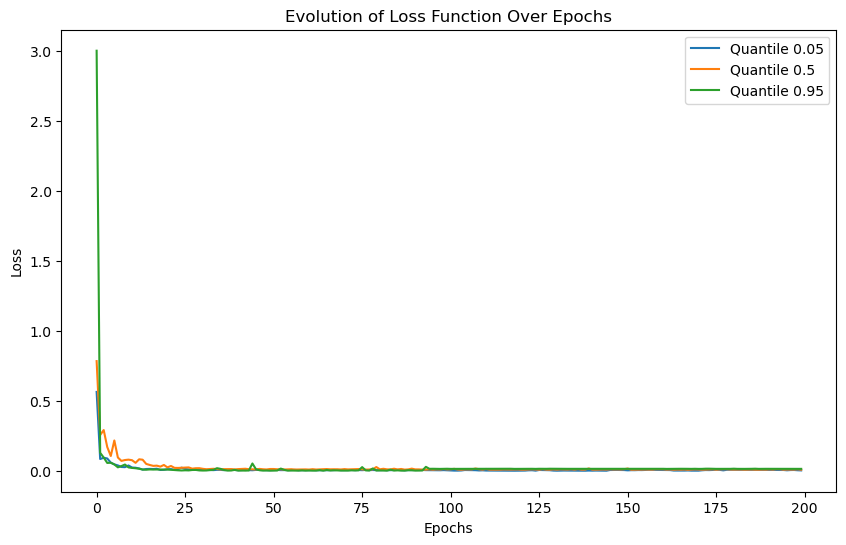 Evolution of Loss Function Over Epochs
Quantile 0.05
Quantile 0.5
Quantile 0.95
3.0
2.5
2.0
1.5
1.0
0.5
0.0
Loss
0 25 50 75 100 125 150 175 200
Epochs